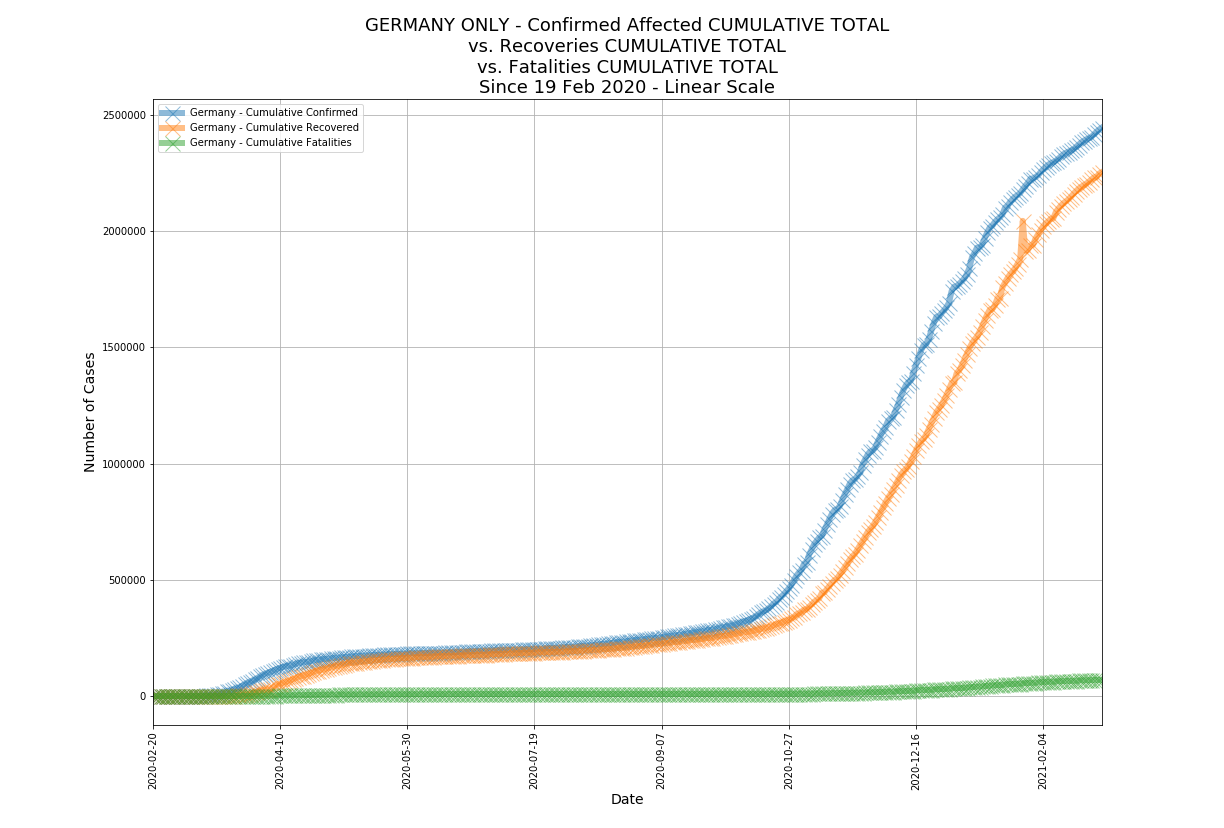 GERMANY ONLY - Confirmed Affected CUMULATIVE TOTAL
vs. Recoveries CUMULATIVE TOTAL
vs. Fatalities CUMULATIVE TOTAL
Since 19 Feb 2020 - Linear Scale
Germany - Cumulative Confirmed
Germany - Cumulative Recovered
Germany - Cumulative Fatalities
2500000
2000000
1500000
1000000
500000
0
Number of Cases
2020-02-20
2020-04-10
2020-05-30
2020-07-19
2020-09-07
2020-10-27
2020-12-16
2021-02-04
Date